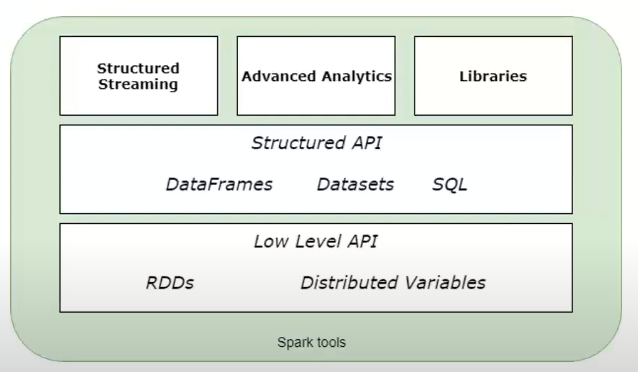 Structured
Streaming
Advanced Analytics
Libraries
Structured API
DataFrames Datasets SQL
Low Level API
RDDs Distributed Variables
Spark tools